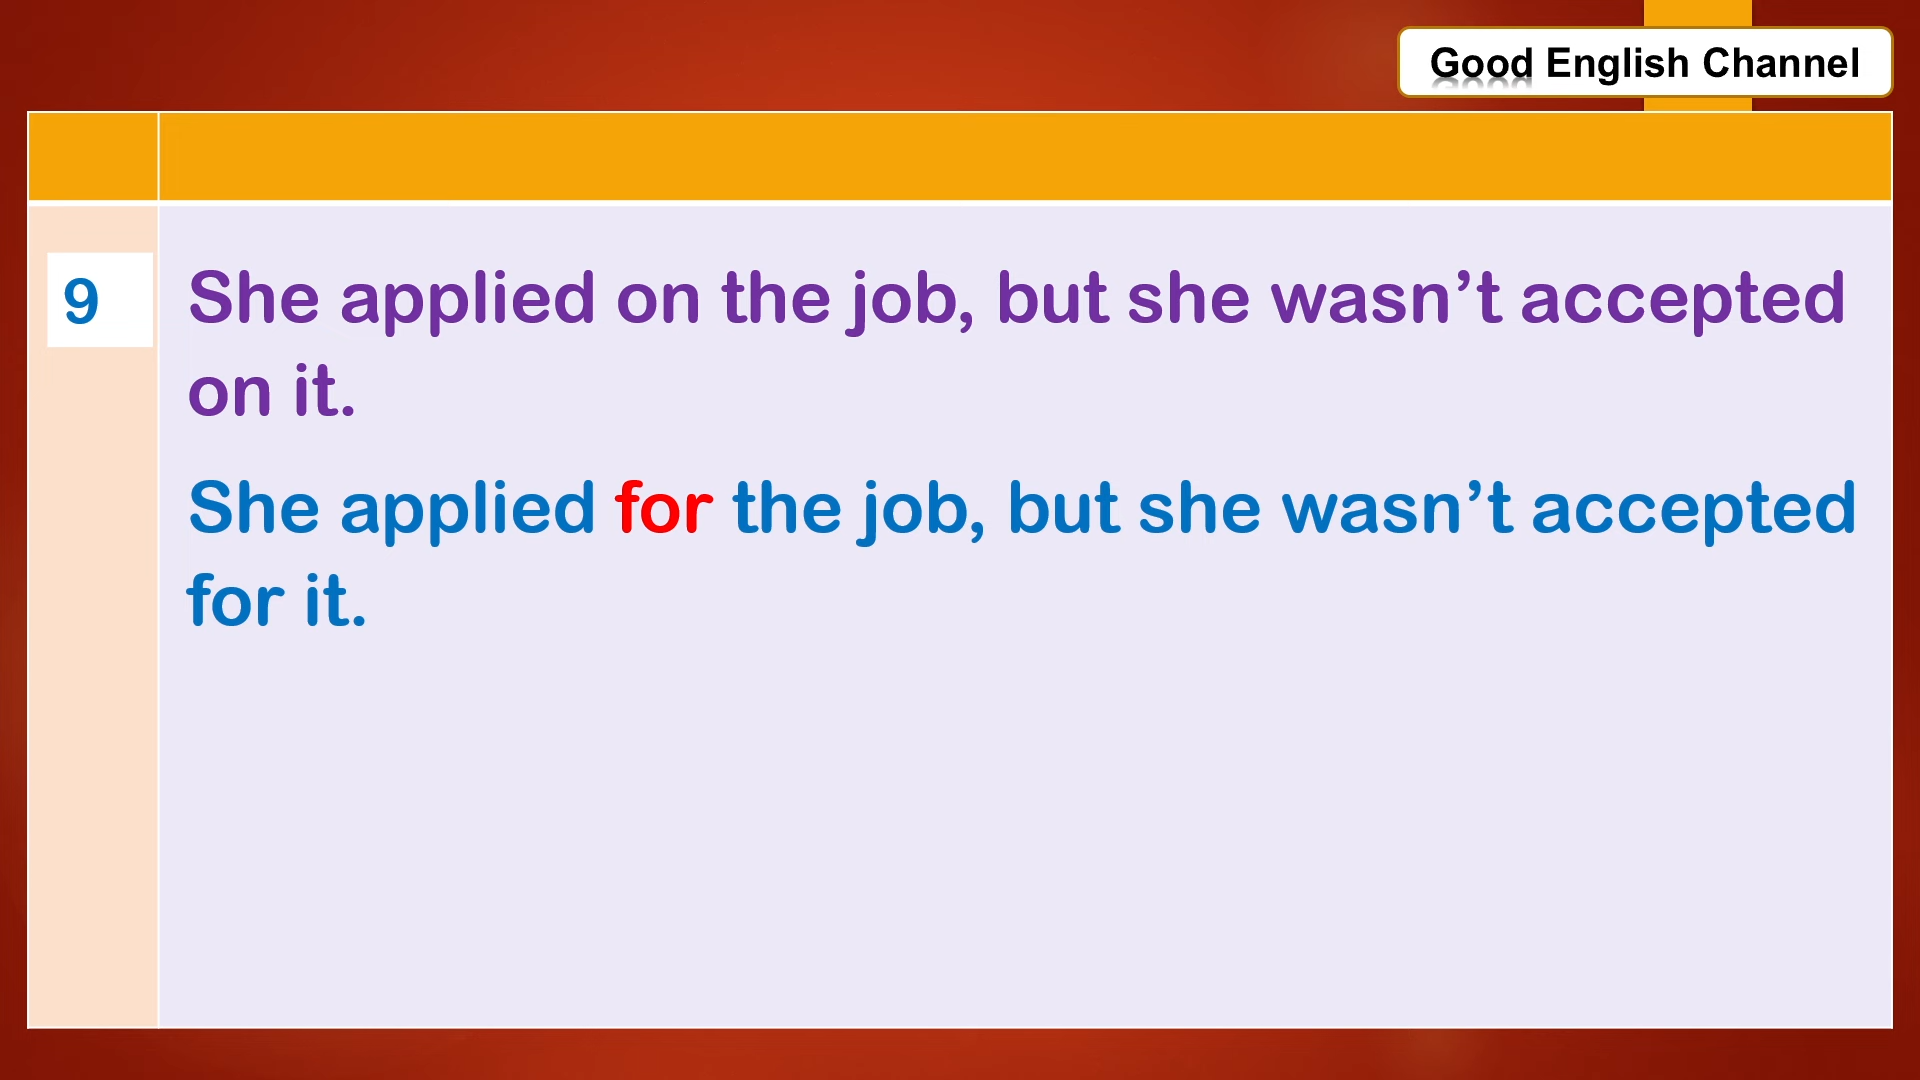 Good English Channel
9
She applied on the job, but she wasn’t accepted
on it.
She applied for the job, but she wasn’t accepted
for it.